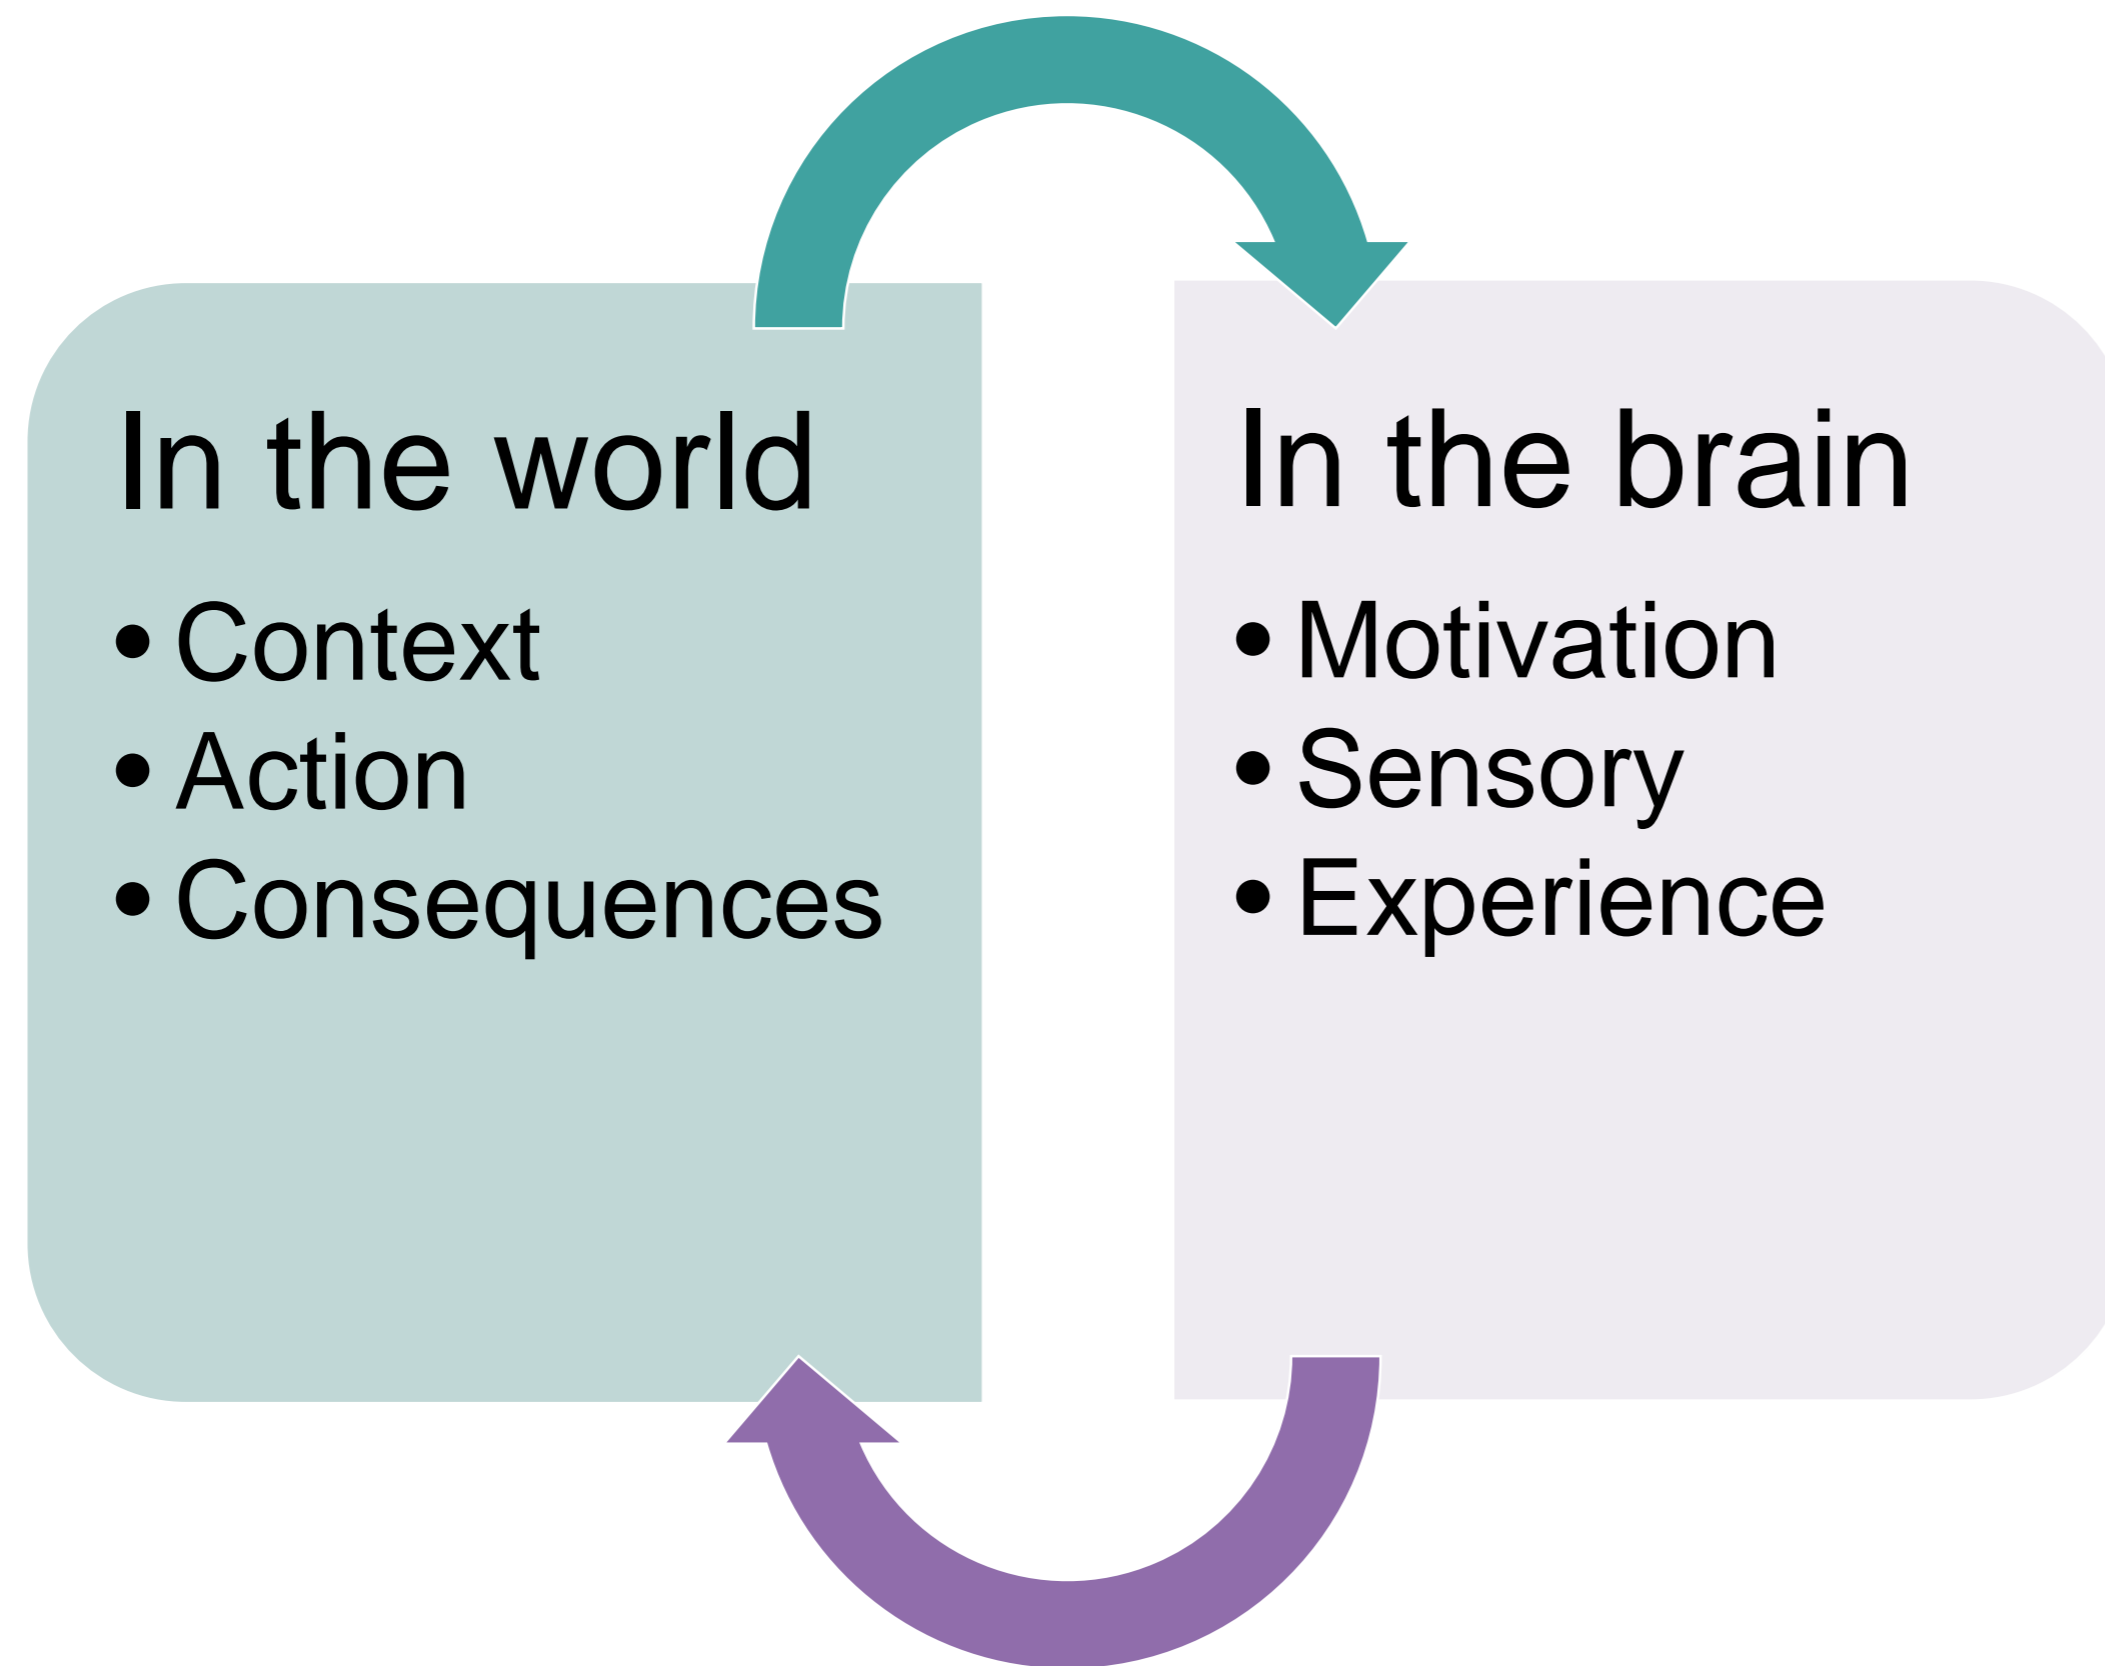 In the world
• Context
• Action
• Consequences
In the brain
• Motivation
• Sensory
• Experience